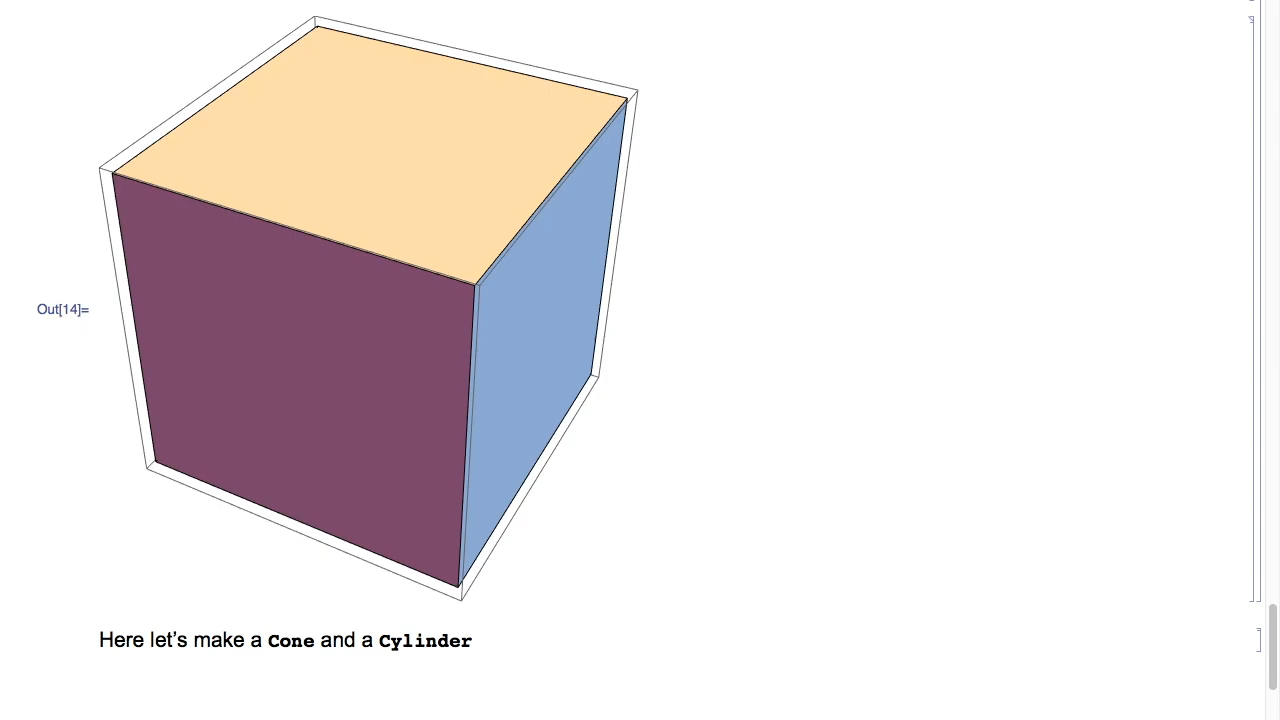 Out[14]=
Here let’s make a Cone and a Cylinder